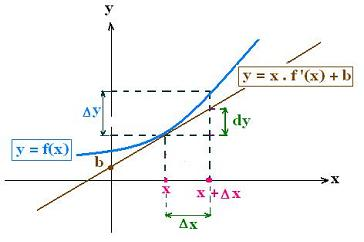 y
y = x . f '(x) + b
Δy
dy
y = f(x)
b
x
x + Δx
x
Δx